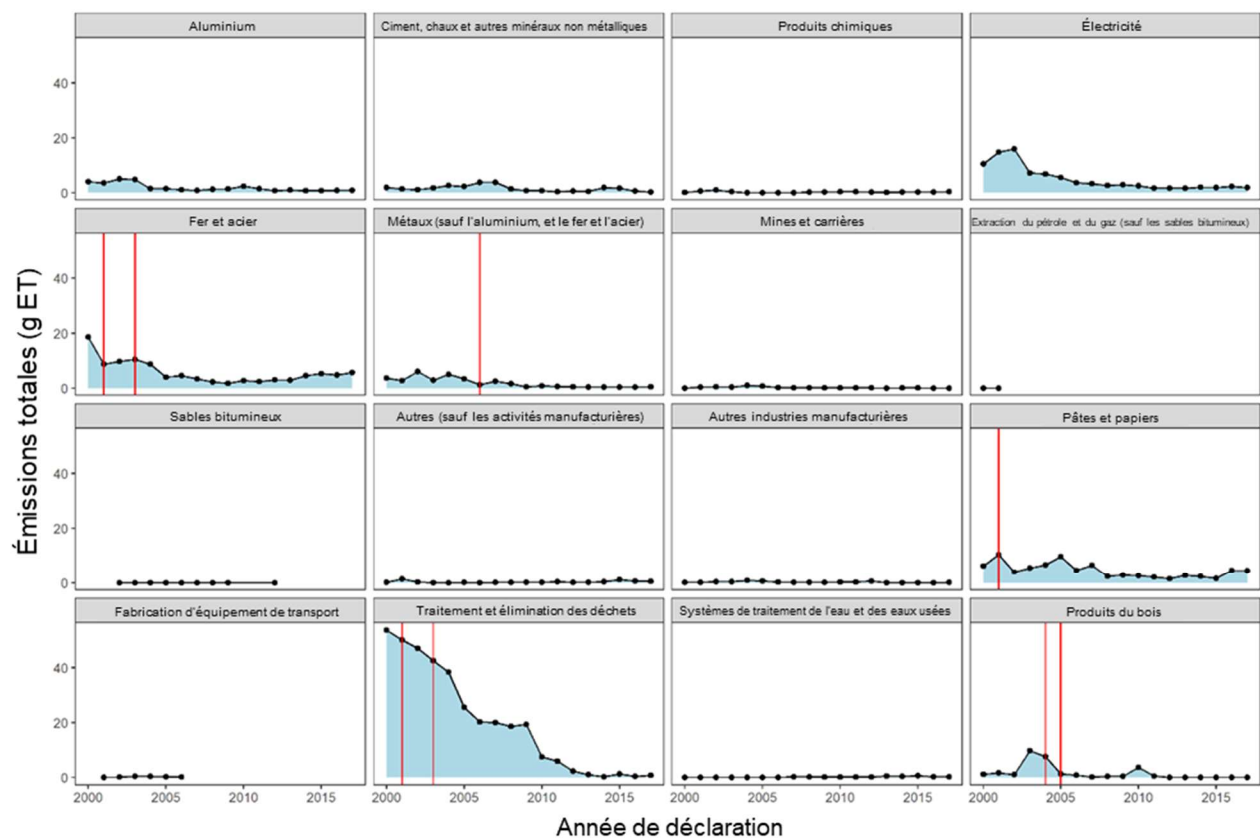 Aluminium
Ciment, chaux et autres minéraux non métalliques
Produits chimiques
Électricité
40
20
0
Fer et acier
Métaux (sauf l'aluminium, et le fer et l'acier)
Mines et carrières
Extraction du pétrole et du gaz (sauf les sables bitumineux)
40
20
0
Sables bitumineux
Autres (sauf les activités manufacturières)
Autres industries manufacturières
Pâtes et papiers
40
20
0
Fabrication d'équipement de transport
Traitement et élimination des déchets
Systèmes de traitement de l'eau et des eaux usées
Produits du bois
40
20
0
2000 2005 2010 2015
2000 2005 2010 2015
2000 2005 2010 2015
2000 2005 2010 2015
Émissions totales (g ET)
Année de déclaration